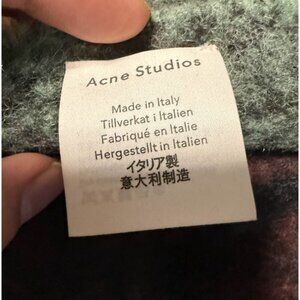 Acne Studios
Made in Italy
Tillverkat i Italien
Fabriqué en Italie
Hergestellt in Italien
イタリア製
意大利制造